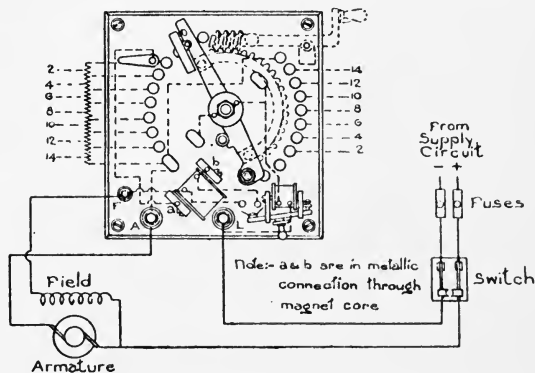 2
4
6
8
10
12
14
14
12
10
8
6
4
2
F
A
L
a
b
From
Supply
Circuit
- +
Fuses
Switch
Note:- a & b are in metallic
connection through
magnet core
Field
Armature